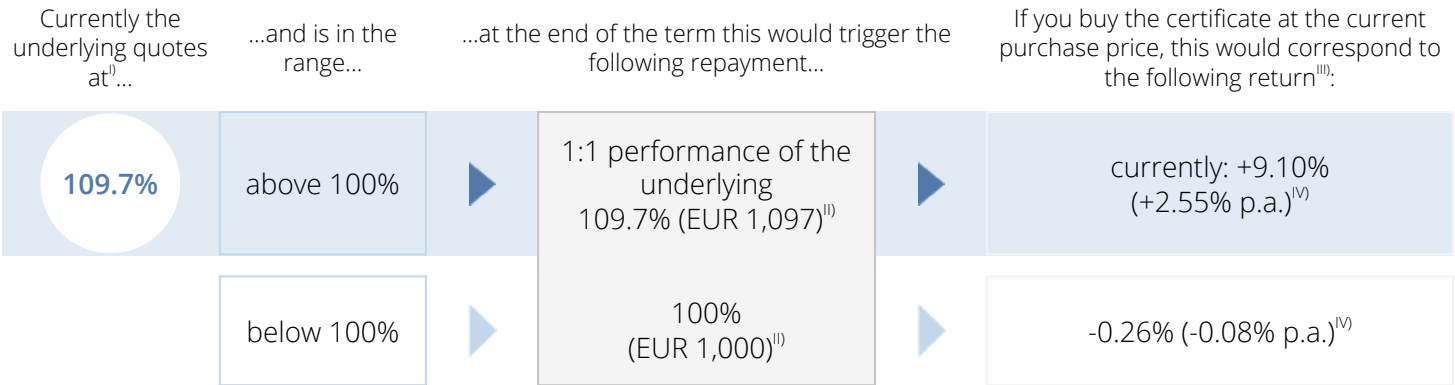 Currently the
underlying quotes
at^I)...
...and is in the
range...
...at the end of the term this would trigger the
following repayment...
If you buy the certificate at the current
purchase price, this would correspond to
the following return^III):
109.7%
above 100%
1:1 performance of the
underlying
109.7% (EUR 1,097)^II)
currently: +9.10%
(+2.55% p.a.)^IV)
below 100%
100%
(EUR 1,000)^II)
-0.26% (-0.08% p.a.)^IV)